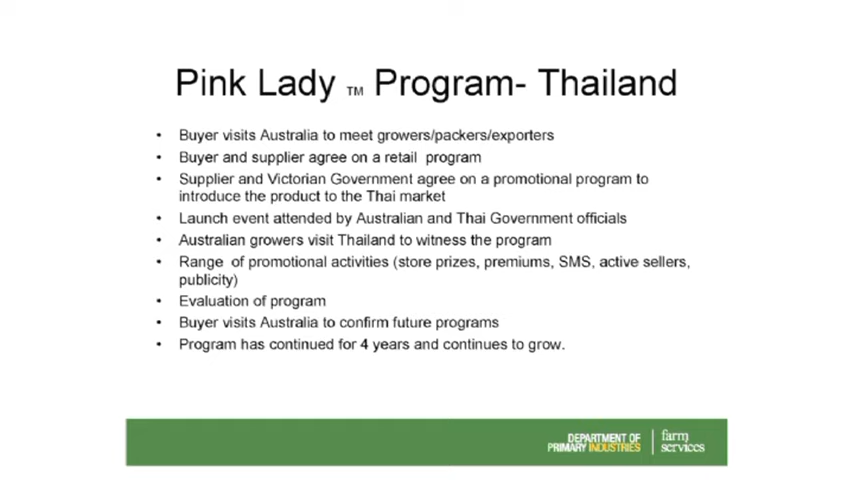 Pink Lady TM Program- Thailand
• Buyer visits Australia to meet growers/packers/exporters
• Buyer and supplier agree on a retail program
• Supplier and Victorian Government agree on a promotional program to
introduce the product to the Thai market
• Launch event attended by Australian and Thai Government officials
• Australian growers visit Thailand to witness the program
• Range of promotional activities (store prizes, premiums, SMS, active sellers,
publicity)
• Evaluation of program
• Buyer visits Australia to confirm future programs
• Program has continued for 4 years and continues to grow.
DEPARTMENT OF
PRIMARY INDUSTRIES
farm
services